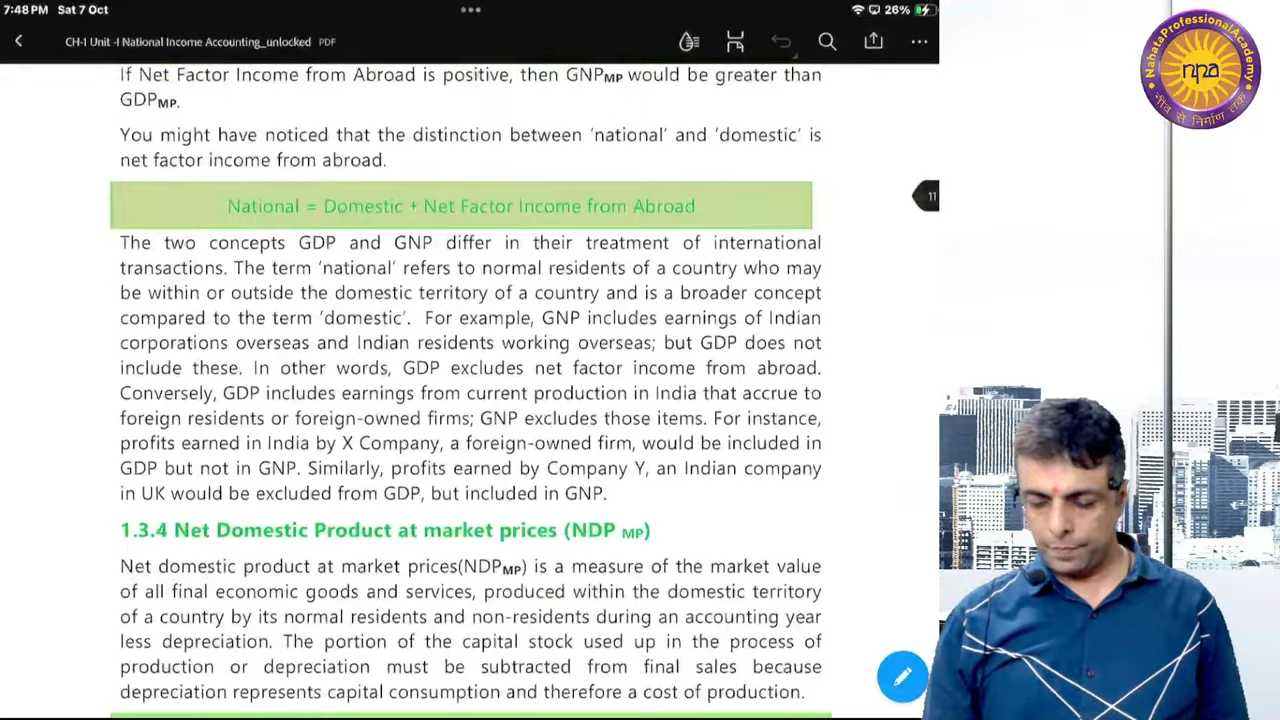 7:48 PM Sat 7 Oct
26%
CH-1 Unit -I National Income Accounting_unlocked PDF
If Net Factor Income from Abroad is positive, then GNPMP would be greater than
GDPMP.
You might have noticed that the distinction between ‘national’ and ‘domestic’ is
net factor income from abroad.
National = Domestic + Net Factor Income from Abroad
11
The two concepts GDP and GNP differ in their treatment of international
transactions. The term ‘national’ refers to normal residents of a country who may
be within or outside the domestic territory of a country and is a broader concept
compared to the term ‘domestic’. For example, GNP includes earnings of Indian
corporations overseas and Indian residents working overseas; but GDP does not
include these. In other words, GDP excludes net factor income from abroad.
Conversely, GDP includes earnings from current production in India that accrue to
foreign residents or foreign-owned firms; GNP excludes those items. For instance,
profits earned in India by X Company, a foreign-owned firm, would be included in
GDP but not in GNP. Similarly, profits earned by Company Y, an Indian company
in UK would be excluded from GDP, but included in GNP.
1.3.4 Net Domestic Product at market prices (NDP MP)
Net domestic product at market prices(NDPMP) is a measure of the market value
of all final economic goods and services, produced within the domestic territory
of a country by its normal residents and non-residents during an accounting year
less depreciation. The portion of the capital stock used up in the process of
production or depreciation must be subtracted from final sales because
depreciation represents capital consumption and therefore a cost of production.
NahataProfessionalAcademy
npa
नींव से निर्माण तक